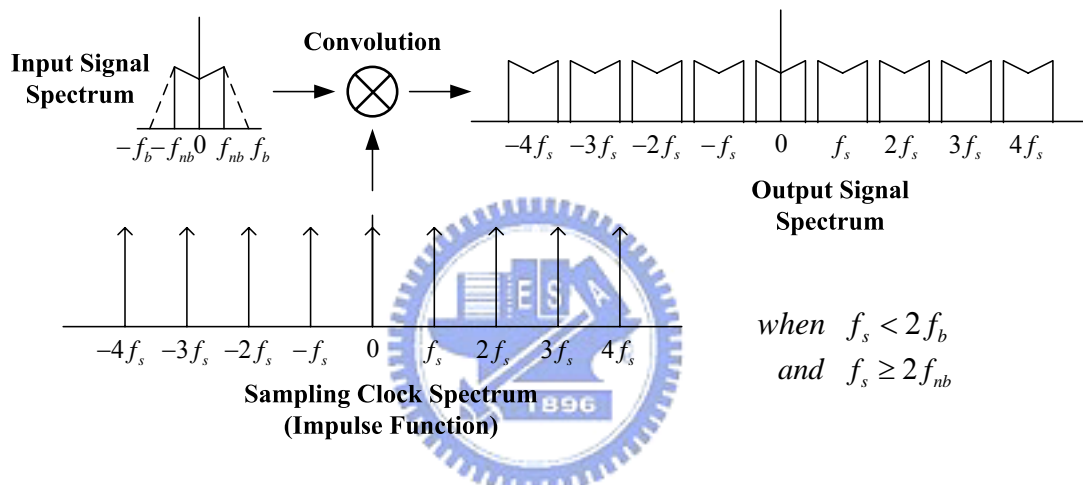 Convolution
Input Signal
Spectrum
−f_b −f_nb 0 f_nb f_b
−4f_s −3f_s −2f_s −f_s 0 f_s 2f_s 3f_s 4f_s
Output Signal
Spectrum
−4f_s −3f_s −2f_s −f_s 0 f_s 2f_s 3f_s 4f_s
Sampling Clock Spectrum
(Impulse Function)
when f_s < 2f_b
and f_s ≥ 2f_nb
E S A
1896